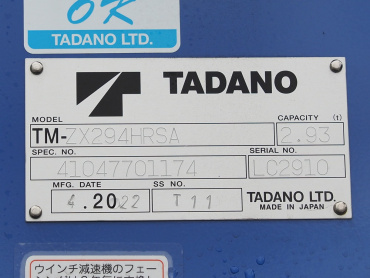 OK
TADANO LTD.
TADANO
MODEL CAPACITY (t)
TM-ZX294HRSA 2.93
SPEC. NO. SERIAL NO.
41047701174 LC2910
MFG. DATE SS NO. TADANO LTD.
4.2022 T11 MADE IN JAPAN
ウインチ減速機のフェー